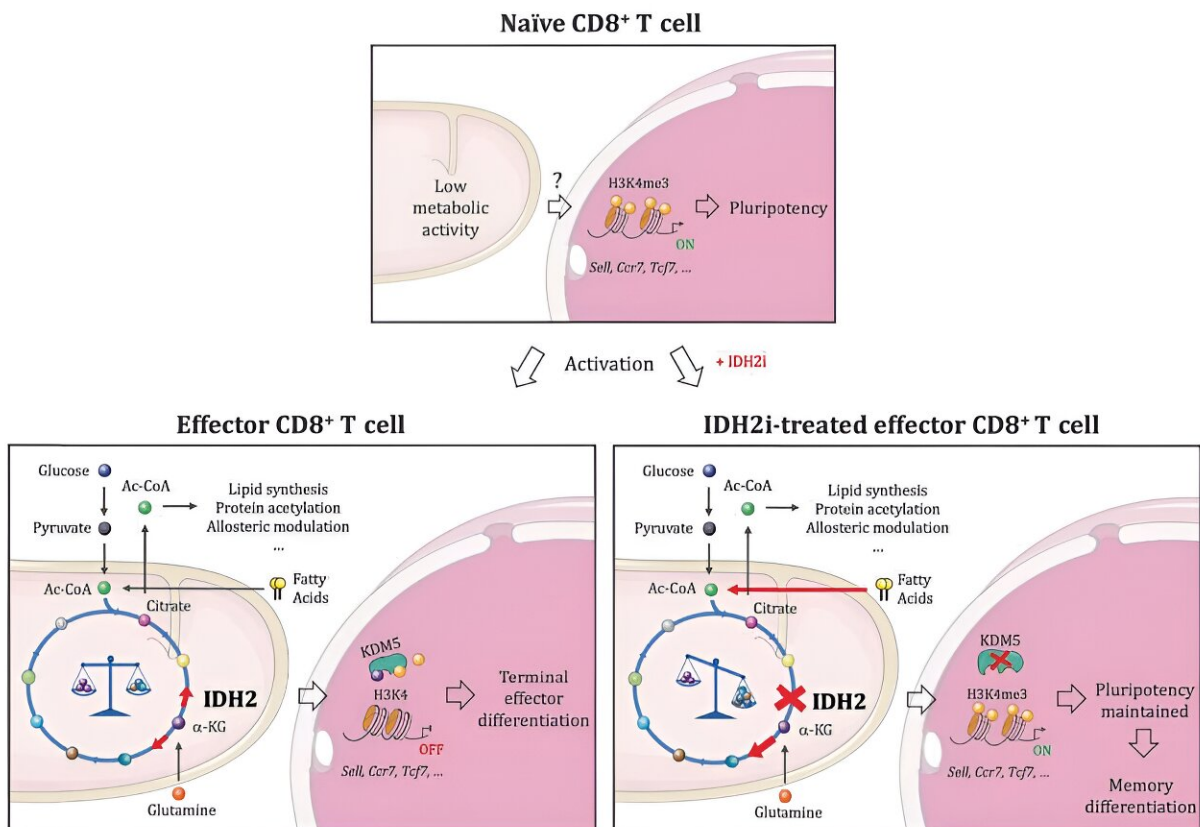 Naïve CD8⁺ T cell
Low
metabolic
activity
?
H3K4me3
Pluripotency
ON
Sell, Ccr7, Tcf7, ...
Activation
+ IDH2i
Effector CD8⁺ T cell
Glucose
Ac-CoA
Lipid synthesis
Protein acetylation
Allosteric modulation
...
Pyruvate
Ac-CoA
Citrate
Fatty
Acids
IDH2
α-KG
Glutamine
KDM5
H3K4
OFF
Sell, Ccr7, Tcf7, ...
Terminal
effector
differentiation
IDH2i-treated effector CD8⁺ T cell
Glucose
Ac-CoA
Lipid synthesis
Protein acetylation
Allosteric modulation
...
Pyruvate
Ac-CoA
Citrate
Fatty
Acids
IDH2
α-KG
Glutamine
KDM5
H3K4me3
ON
Sell, Ccr7, Tcf7, ...
Pluripotency
maintained
Memory
differentiation